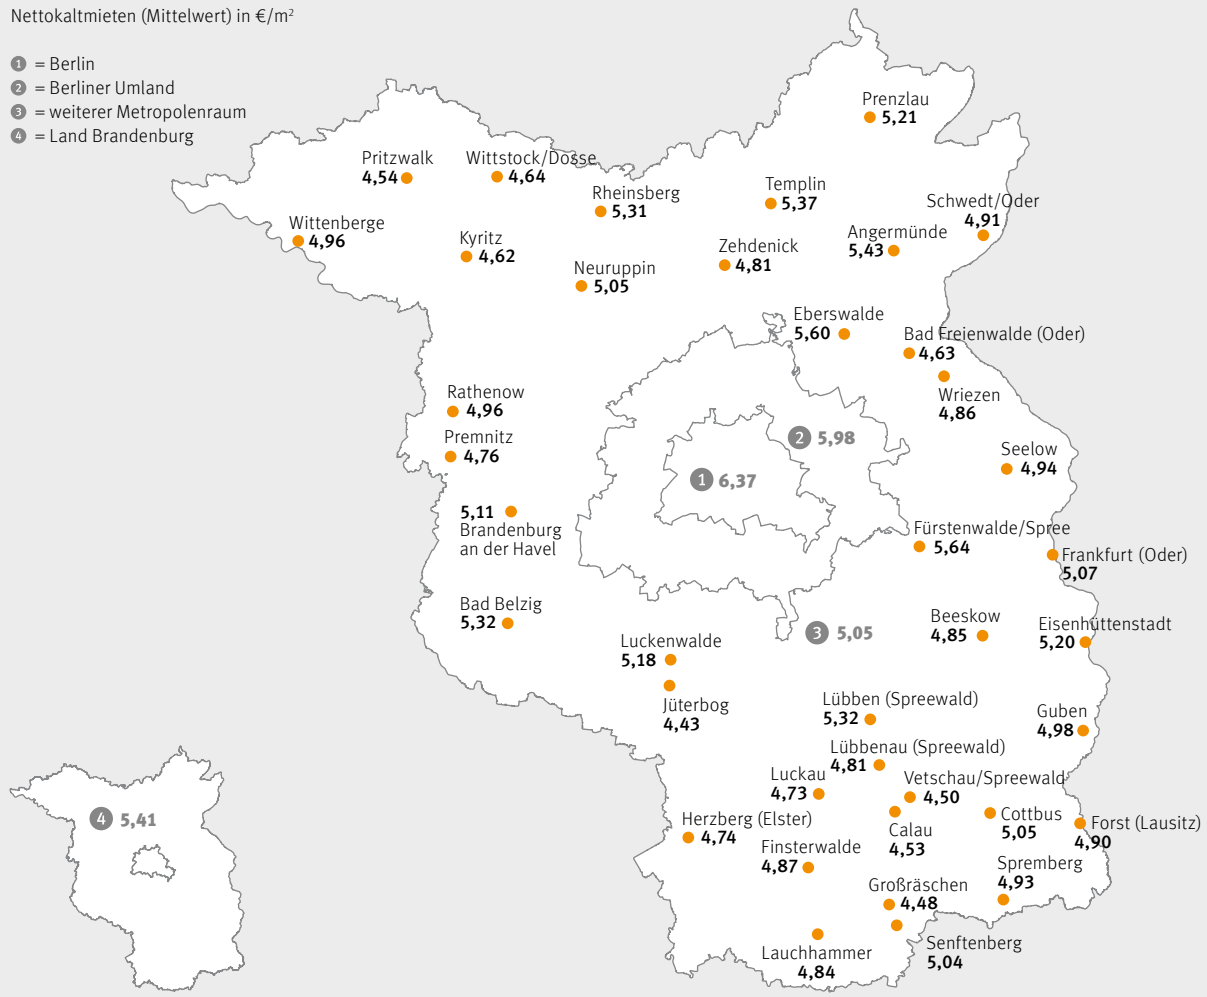 Nettokaltmieten (Mittelwert) in €/m²
1 = Berlin
2 = Berliner Umland
3 = weiterer Metropolenraum
4 = Land Brandenburg
Prenzlau
5,21
Pritzwalk
4,54
Wittstock/Dosse
4,64
Rheinsberg
5,31
Templin
5,37
Schwedt/Oder
4,91
Wittenberge
4,96
Kyritz
4,62
Neuruppin
5,05
Zehdenick
4,81
Angermünde
5,43
Eberswalde
5,60
Bad Freienwalde (Oder)
4,63
Wriezen
4,86
Rathenow
4,96
Premnitz
4,76
2 5,98
1 6,37
Seelow
4,94
5,11
Brandenburg
an der Havel
Fürstenwalde/Spree
5,64
Frankfurt (Oder)
5,07
Bad Belzig
5,32
Luckenwalde
5,18
3 5,05
Beeskow
4,85
Eisenhüttenstadt
5,20
Jüterbog
4,43
Lübben (Spreewald)
5,32
Guben
4,98
Lübbenau (Spreewald)
4,81
Luckau
4,73
Vetschau/Spreewald
4,50
4 5,41
Herzberg (Elster)
4,74
Calau
4,53
Cottbus
5,05
Forst (Lausitz)
4,90
Finsterwalde
4,87
Spremberg
4,93
Großräschen
4,48
Lauchhammer
4,84
Senftenberg
5,04